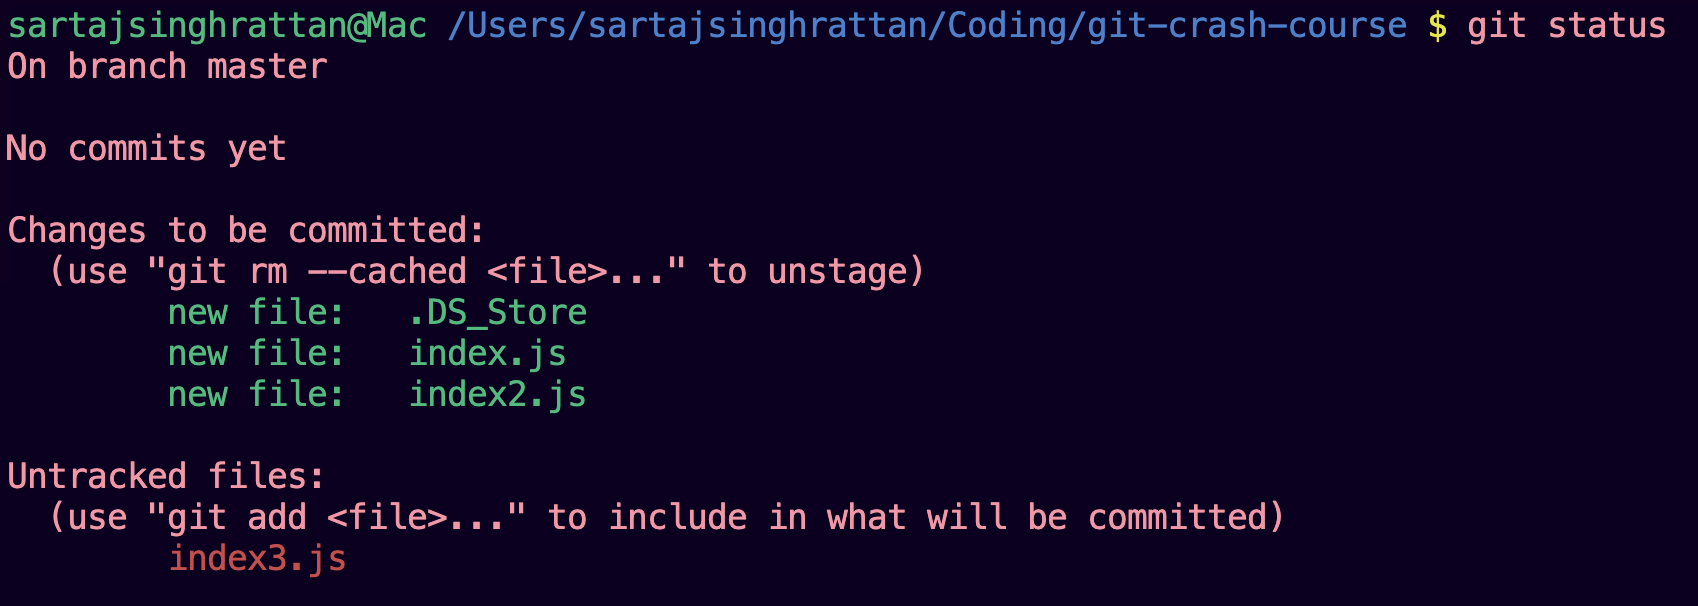 sartajsinghrattan@Mac /Users/sartajsinghrattan/Coding/git-crash-course $ git status
On branch master
No commits yet
Changes to be committed:
(use "git rm --cached <file>..." to unstage)
new file: .DS_Store
new file: index.js
new file: index2.js
Untracked files:
(use "git add <file>..." to include in what will be committed)
index3.js